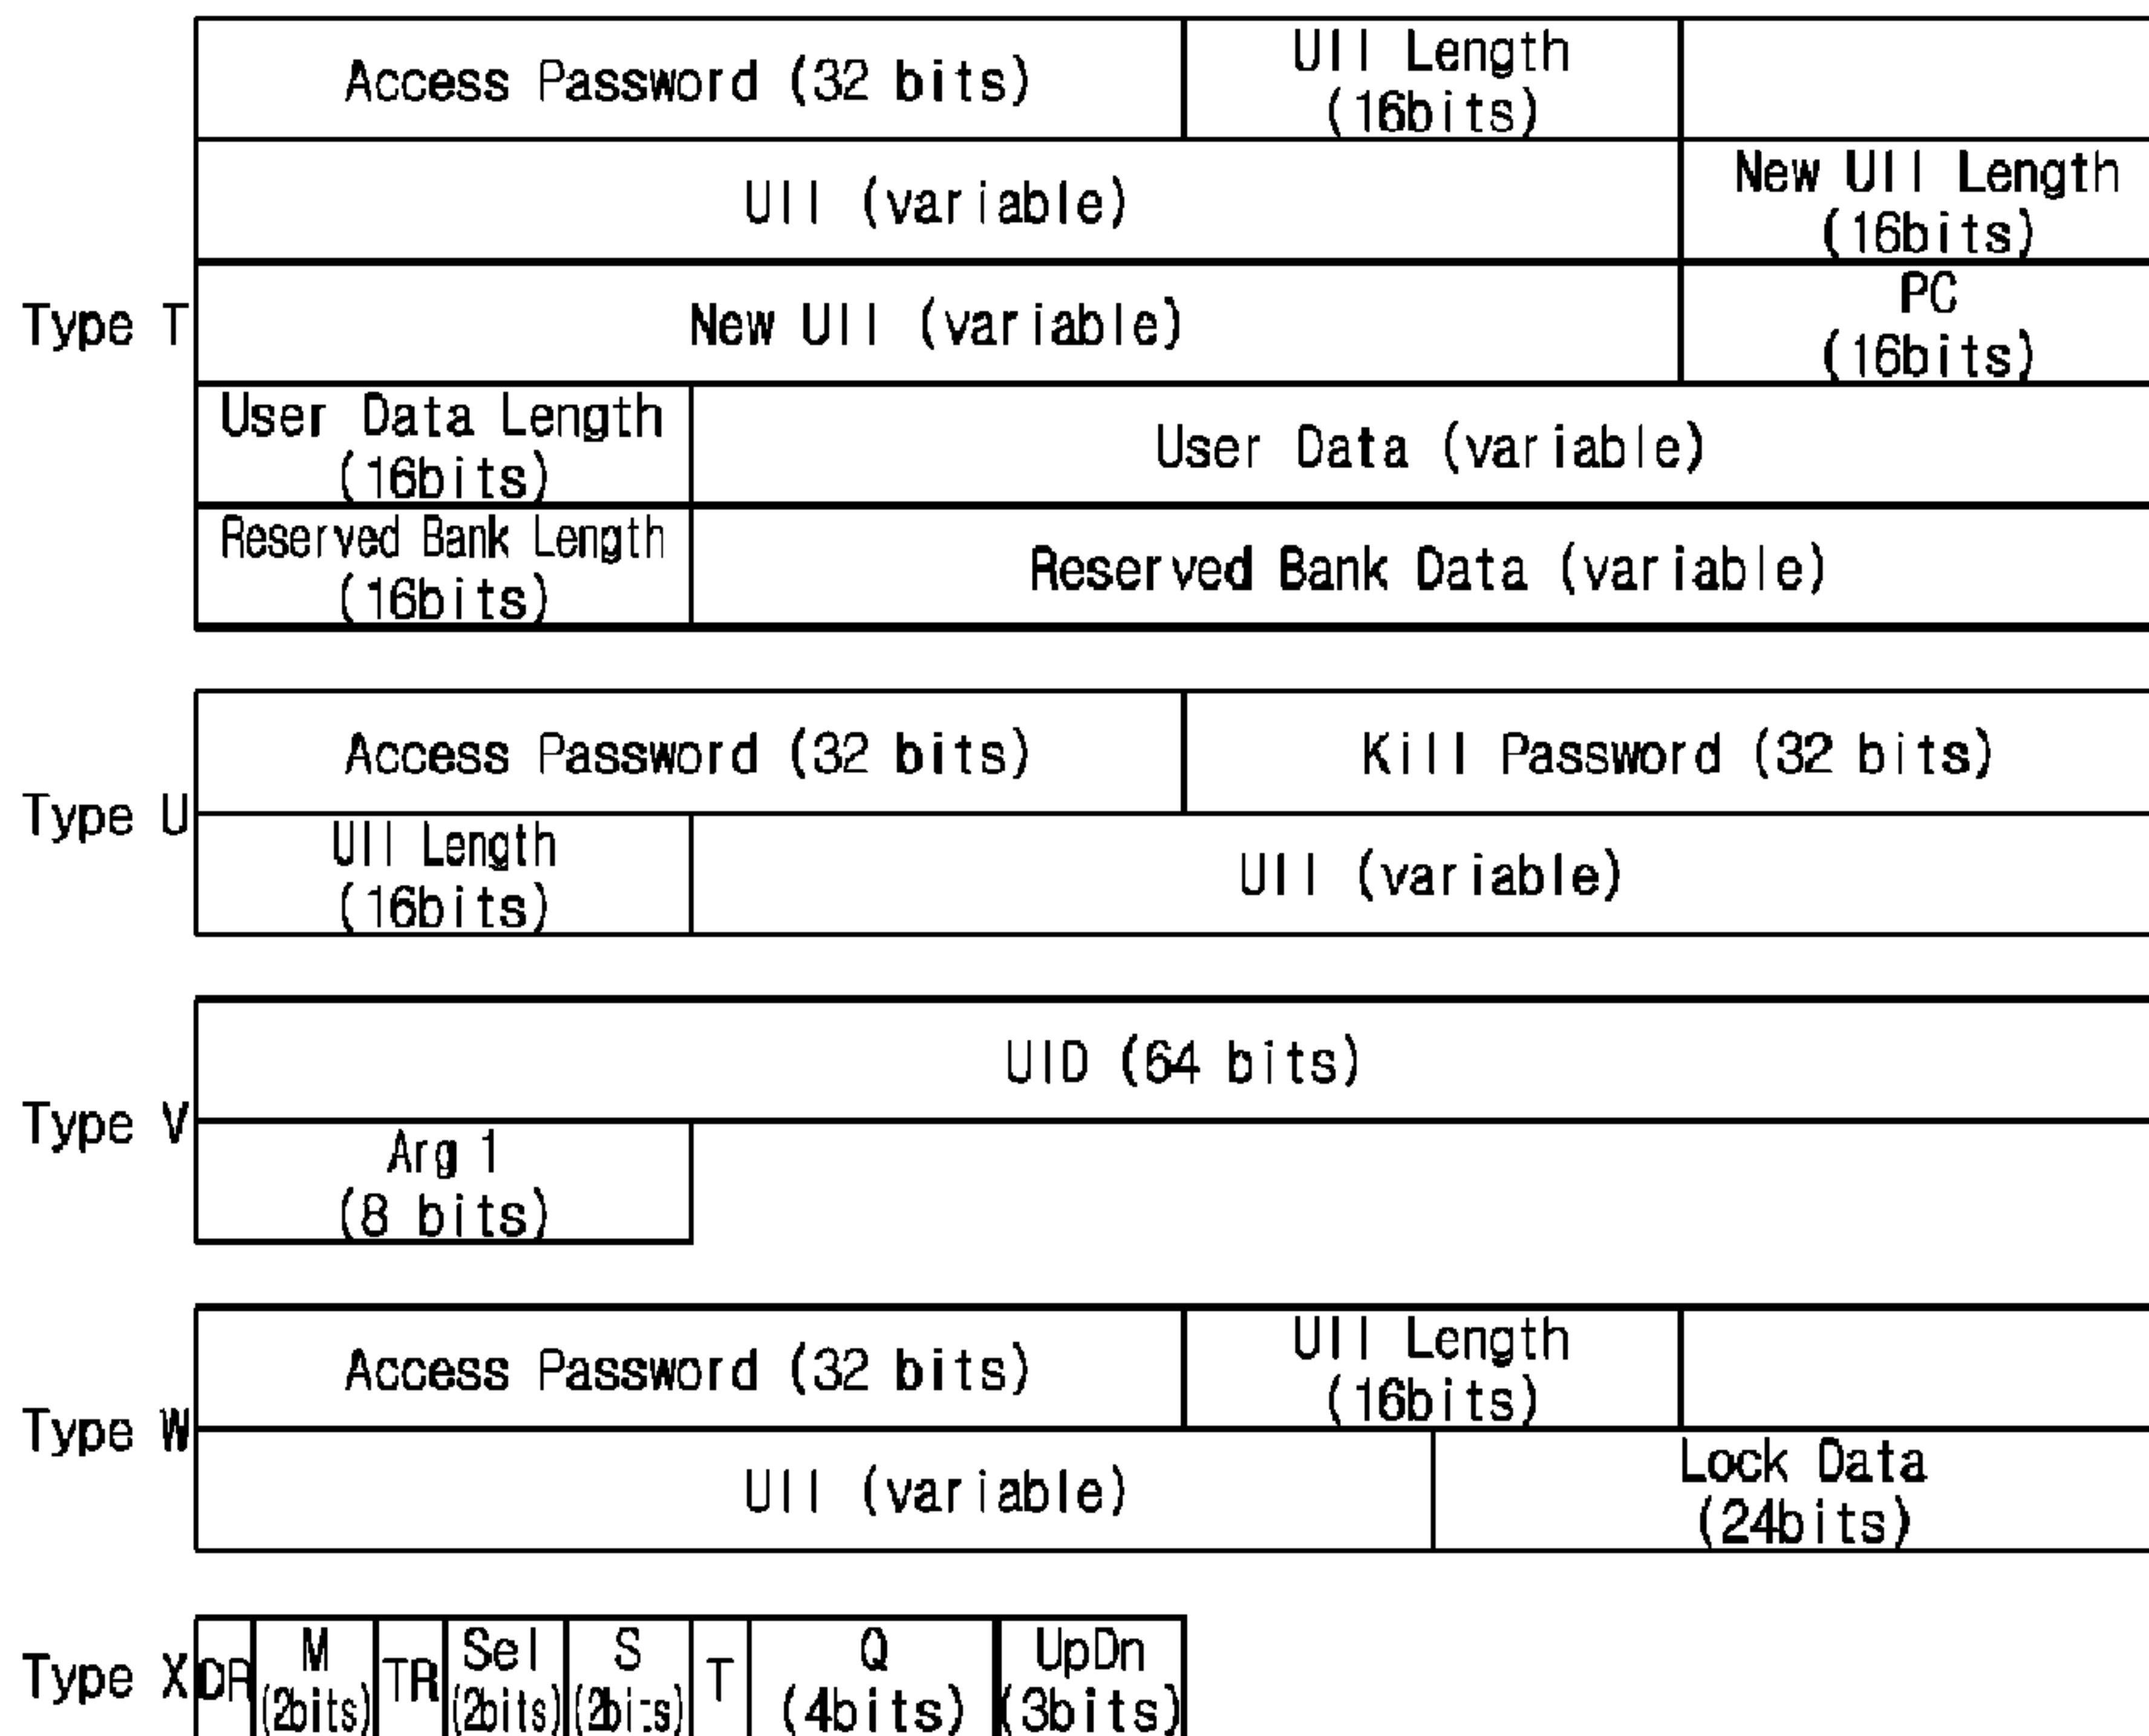 Access Password (32 bits)
UII Length
(16bits)
UII (variable)
New UII Length
(16bits)
Type T
New UII (variable)
PC
(16bits)
User Data Length
(16bits)
User Data (variable)
Reserved Bank Length
(16bits)
Reserved Bank Data (variable)
Type U
Access Password (32 bits)
Kill Password (32 bits)
UII Length
(16bits)
UII (variable)
Type V
UID (64 bits)
Arg 1
(8 bits)
Type W
Access Password (32 bits)
UII Length
(16bits)
UII (variable)
Lock Data
(24bits)
Type X
DR
M
(2bits)
TR
Sel
(2bits)
S
(2bits)
T
Q
(4bits)
UpDn
(3bits)